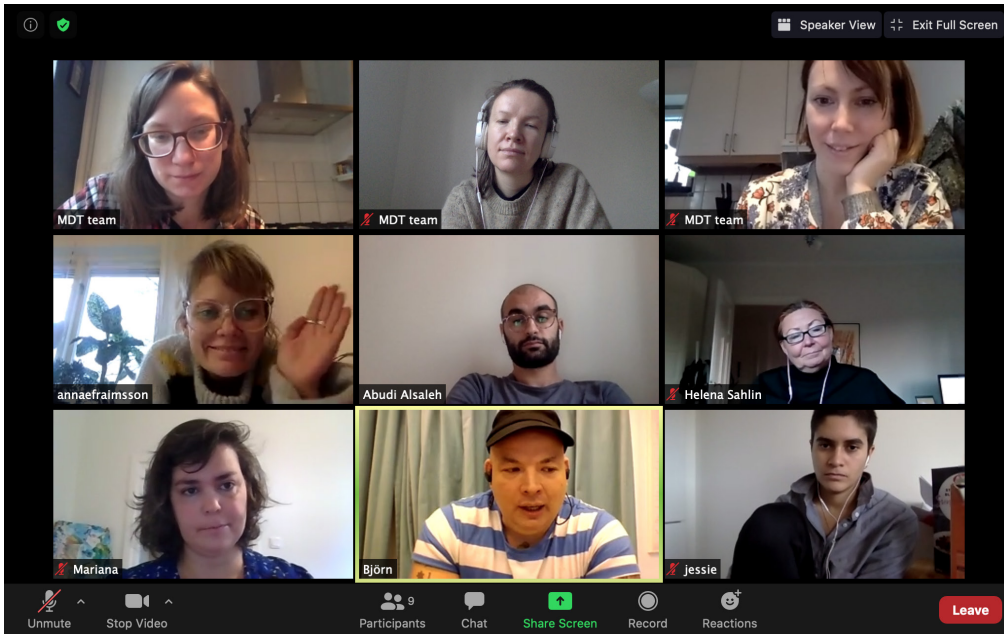 Speaker View
Exit Full Screen
MDT team
MDT team
MDT team
annaefraimsson
Abudi Alsaleh
Helena Sahlin
Mariana
Björn
jessie
9
Unmute
Stop Video
Participants
Chat
Share Screen
Record
Reactions
Leave